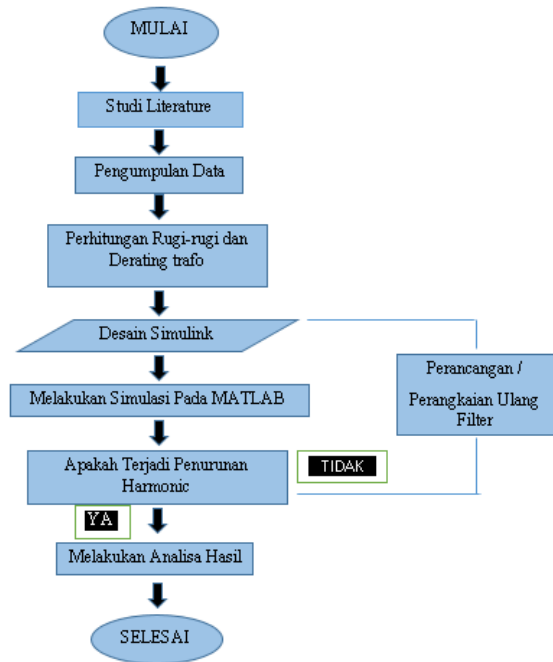 MULAI
Studi Literature
Pengumpulan Data
Perhitungan Rugi-rugi dan
Derating trafo
Desain Simulink
Melakukan Simulasi Pada MATLAB
Apakah Terjadi Penurunan
Harmonic
TIDAK
Perancangan /
Perangkaian Ulang
Filter
YA
Melakukan Analisa Hasil
SELESAI